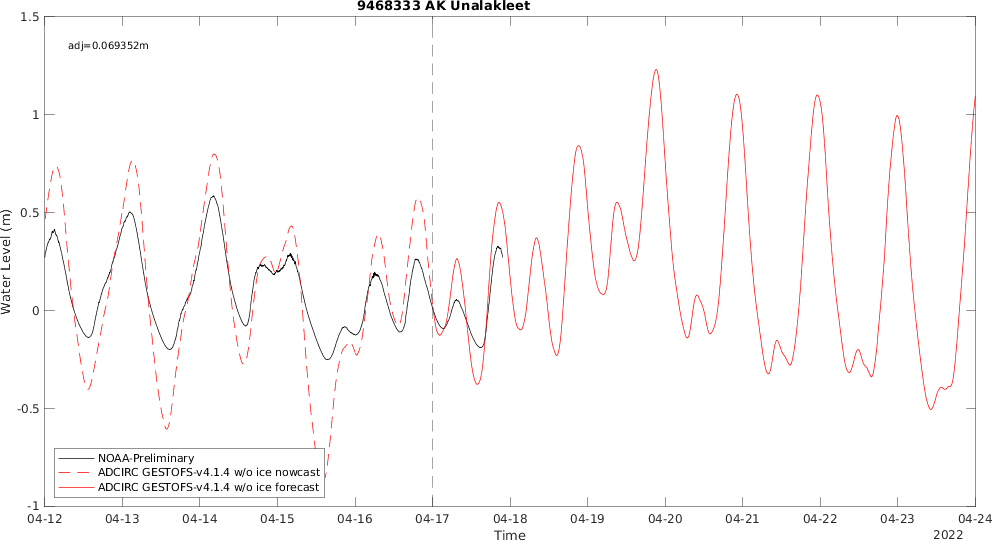 9468333 AK Unalakleet
adj=0.069352m
1.5
1
0.5
0
-0.5
-1
Water Level (m)
NOAA-Preliminary
ADCIRC GESTOFS-v4.1.4 w/o ice nowcast
ADCIRC GESTOFS-v4.1.4 w/o ice forecast
04-12 04-13 04-14 04-15 04-16 04-17 04-18 04-19 04-20 04-21 04-22 04-23 04-24
Time
2022